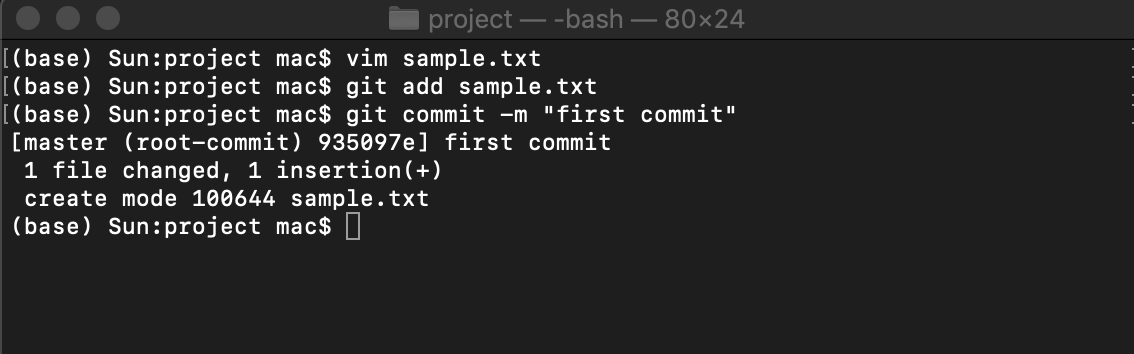 project — -bash — 80×24
[(base) Sun:project mac$ vim sample.txt
[(base) Sun:project mac$ git add sample.txt
[(base) Sun:project mac$ git commit -m "first commit"
[master (root-commit) 935097e] first commit
 1 file changed, 1 insertion(+)
 create mode 100644 sample.txt
(base) Sun:project mac$